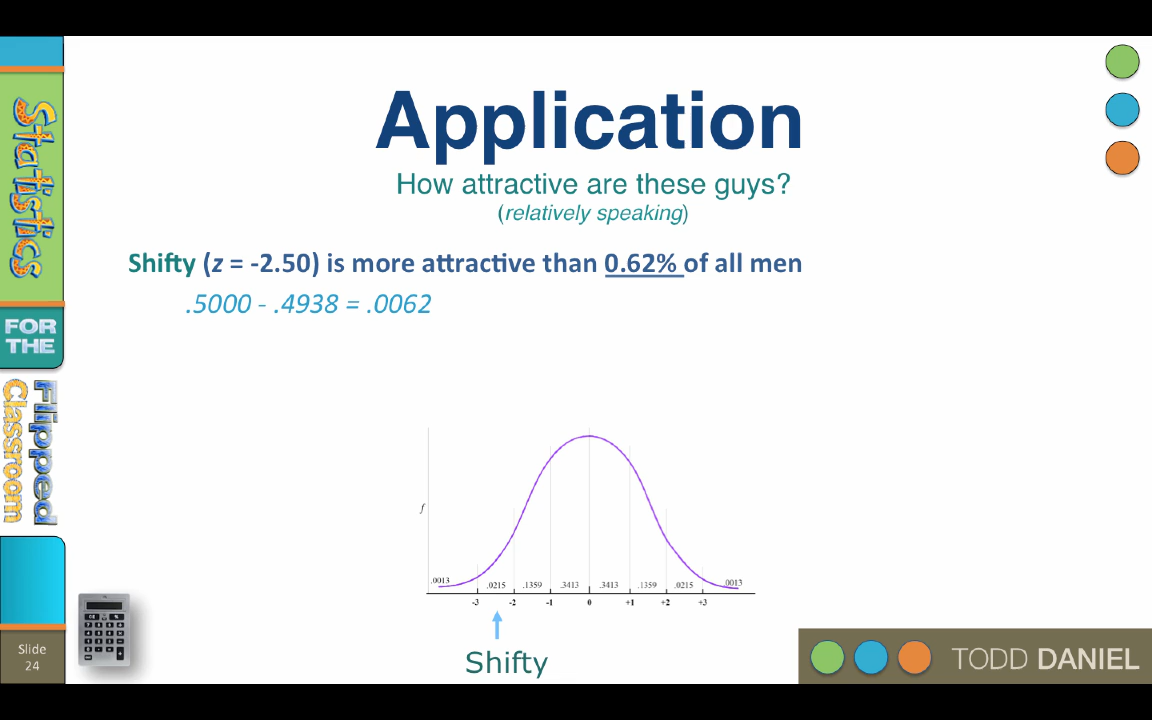 Statistics
FOR
THE
Flipped
Classroom
Slide
24
Application
How attractive are these guys?
(relatively speaking)
Shifty (z = -2.50) is more attractive than 0.62% of all men
.5000 - .4938 = .0062
f
.0013 .0215 .1359 .3413 .3413 .1359 .0215 .0013
-3 -2 -1 0 +1 +2 +3
Shifty
TODD DANIEL